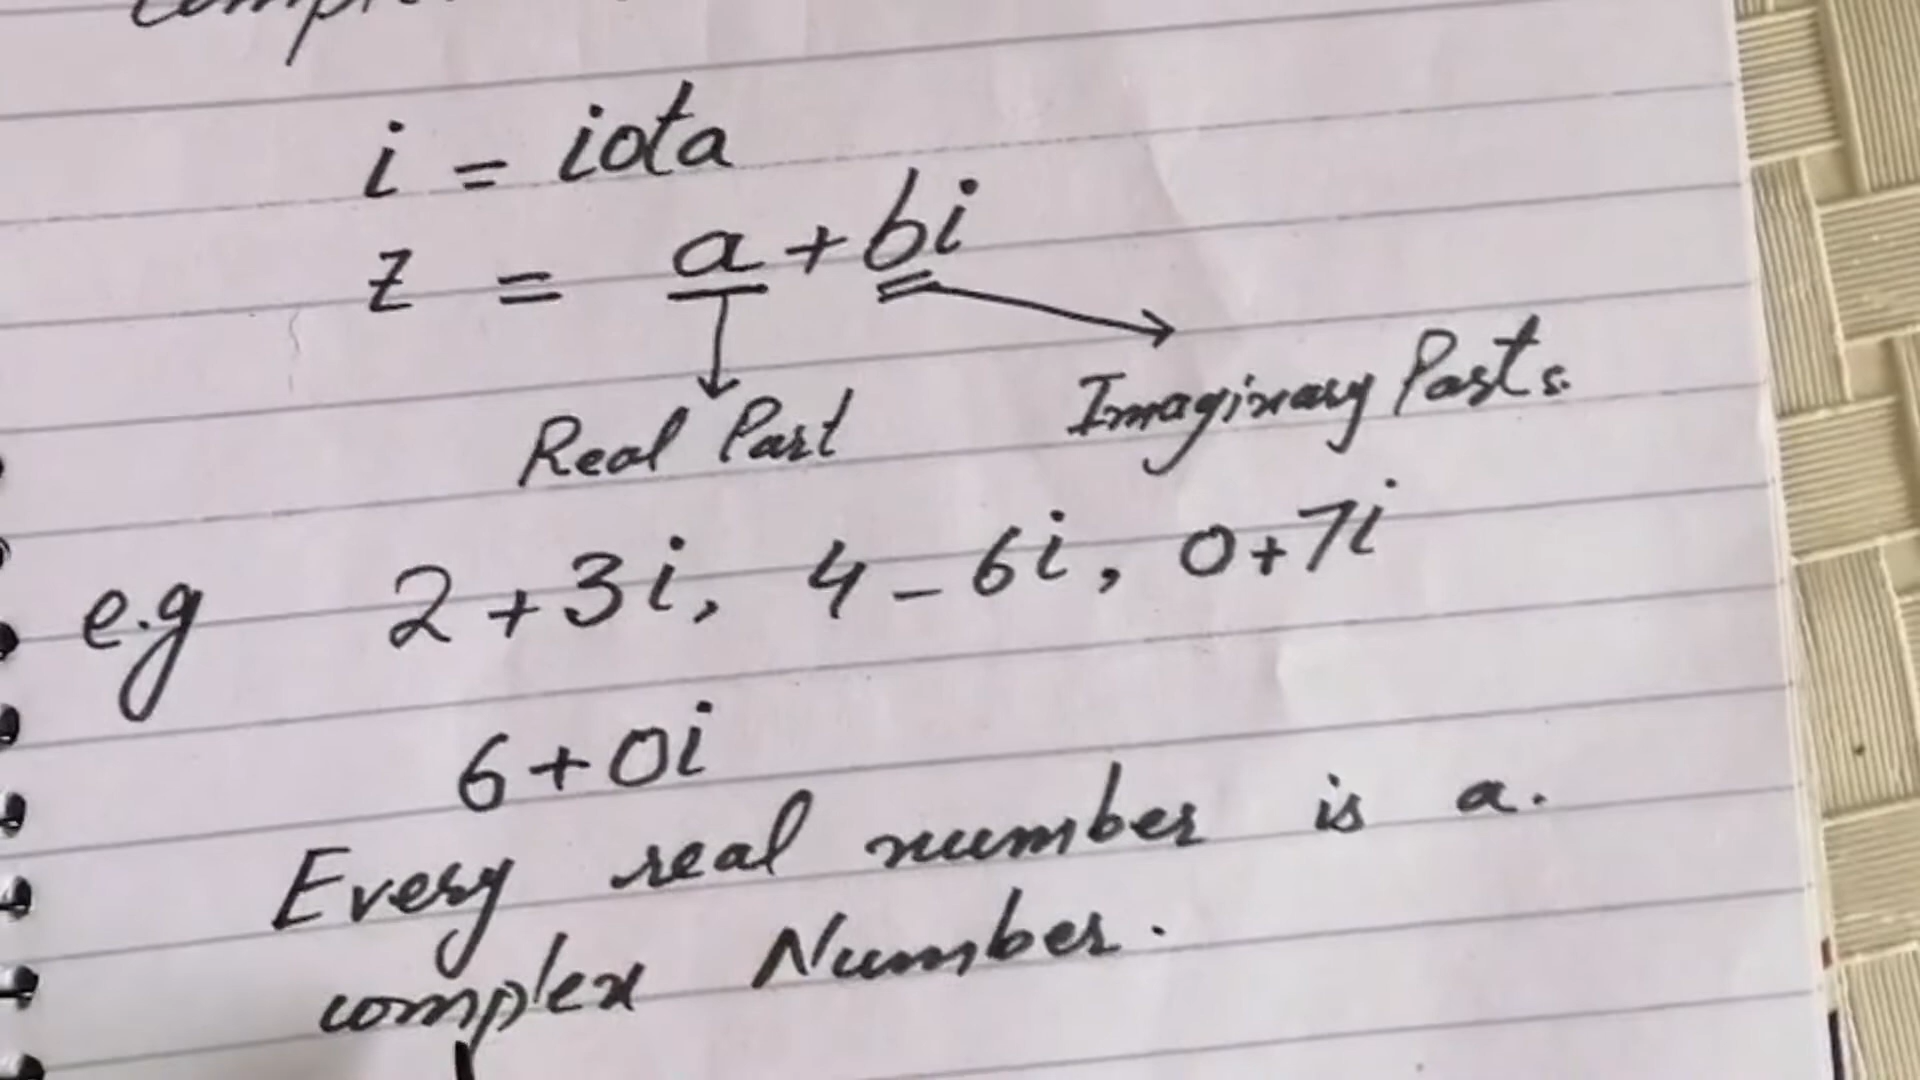 i = iota
z = a + bi
Real Part Imaginary Parts.
e.g 2 + 3i, 4 - 6i, 0 + 7i
6 + 0i
Every real number is a.
complex Number.